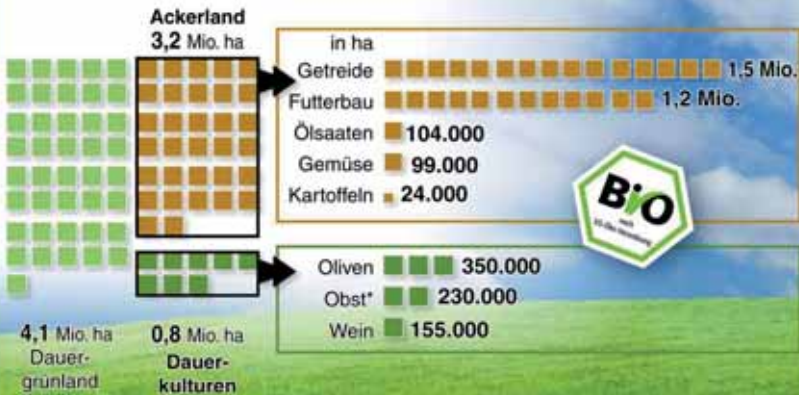 Ackerland
3,2 Mio. ha
in ha
Getreide 1,5 Mio.
Futterbau 1,2 Mio.
Ölsaaten 104.000
Gemüse 99.000
Kartoffeln 24.000
Bio
nach
Oliven 350.000
Obst* 230.000
Wein 155.000
4,1 Mio. ha
Dauer-
grünland
0,8 Mio. ha
Dauer-
kulturen